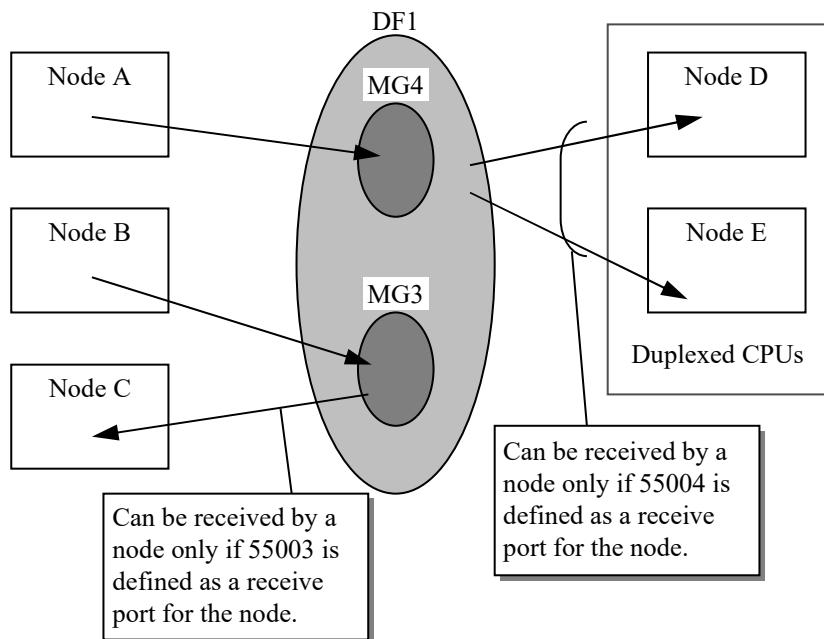 DF1
Node A
MG4
Node D
Node B
Node E
MG3
Duplexed CPUs
Node C
Can be received by a
node only if 55004 is
defined as a receive
port for the node.
Can be received by a
node only if 55003 is
defined as a receive
port for the node.